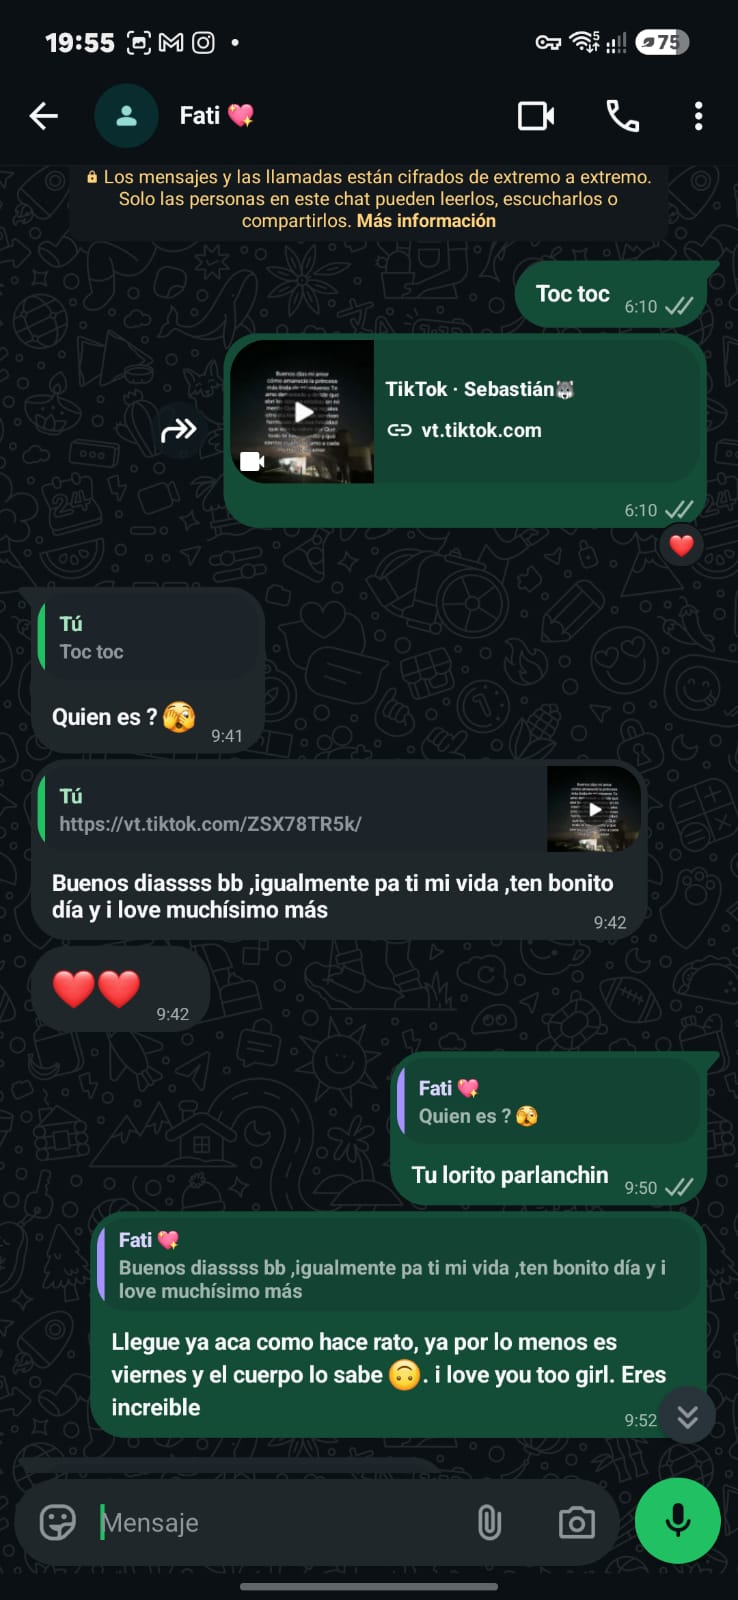 19:55
75
Fati 💖
Los mensajes y las llamadas están cifrados de extremo a extremo.
Solo las personas en este chat pueden leerlos, escucharlos o
compartirlos. Más información
Toc toc
6:10
TikTok · Sebastián🐺
vt.tiktok.com
6:10
❤️
Tú
Toc toc
Quien es ? 🫣
9:41
Tú
https://vt.tiktok.com/ZSX78TR5k/
Buenos diassss bb ,igualmente pa ti mi vida ,ten bonito
día y i love muchísimo más
9:42
❤️❤️
9:42
Fati 💖
Quien es ? 🫣
Tu lorito parlanchin
9:50
Fati 💖
Buenos diassss bb ,igualmente pa ti mi vida ,ten bonito día y i
love muchísimo más
Llegue ya aca como hace rato, ya por lo menos es
viernes y el cuerpo lo sabe 🙃. i love you too girl. Eres
increible
9:52
Mensaje